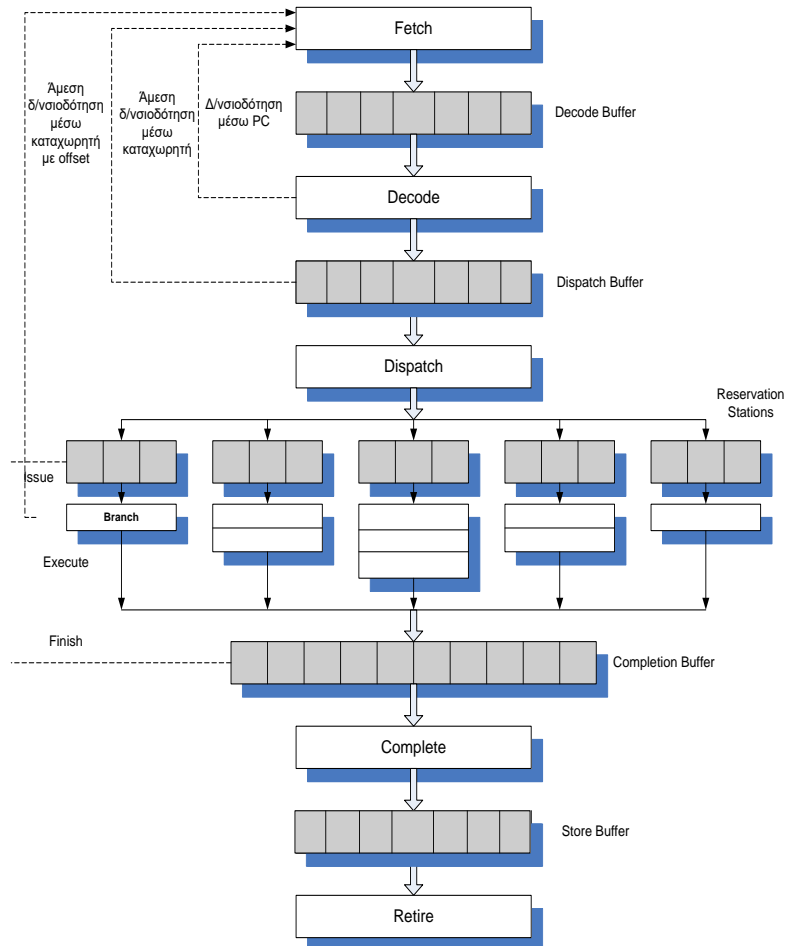 Fetch
Άμεση
δ/νσιοδότηση
μέσω
καταχωρητή
με offset
Άμεση
δ/νσιοδότηση
μέσω
καταχωρητή
Δ/νσιοδότηση
μέσω PC
Decode Buffer
Decode
Dispatch Buffer
Dispatch
Reservation
Stations
Issue
Branch
Execute
Finish
Completion Buffer
Complete
Store Buffer
Retire